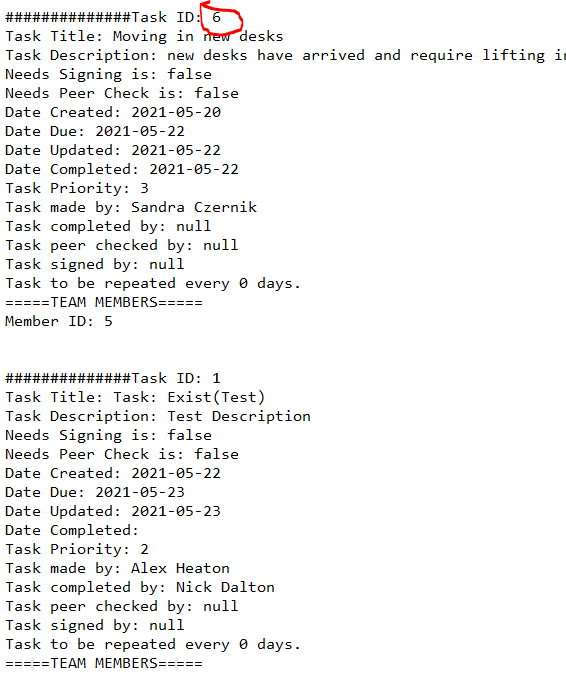 ##############Task ID: 6
Task Title: Moving in new desks
Task Description: new desks have arrived and require lifting
Needs Signing is: false
Needs Peer Check is: false
Date Created: 2021-05-20
Date Due: 2021-05-22
Date Updated: 2021-05-22
Date Completed: 2021-05-22
Task Priority: 3
Task made by: Sandra Czernik
Task completed by: null
Task peer checked by: null
Task signed by: null
Task to be repeated every 0 days.
=====TEAM MEMBERS=====
Member ID: 5
##############Task ID: 1
Task Title: Task: Exist(Test)
Task Description: Test Description
Needs Signing is: false
Needs Peer Check is: false
Date Created: 2021-05-22
Date Due: 2021-05-23
Date Updated: 2021-05-23
Date Completed:
Task Priority: 2
Task made by: Alex Heaton
Task completed by: Nick Dalton
Task peer checked by: null
Task signed by: null
Task to be repeated every 0 days.
=====TEAM MEMBERS=====